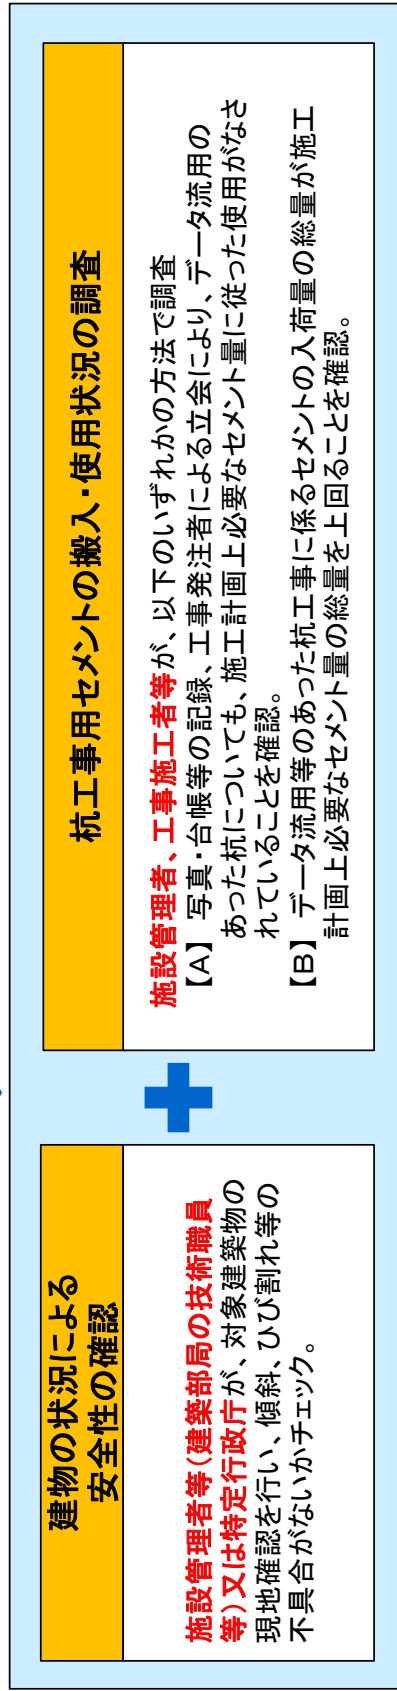 建物の状況による
安全性の確認
施設管理者等（建築部局の技術職員
等）又は特定行政庁が、対象建築物の
現地確認を行い、傾斜、ひび割れ等の
不具合がないかチェック。
杭工事用セメントの搬入・使用状況の調査
施設管理者、工事施工者等が、以下のいずれかの方法で調査
【A】 写真・台帳等の記録、工事発注者による立会により、データ流用の
あった杭についても、施工計画上必要なセメント量に従った使用がなさ
れていることを確認。
【B】 データ流用等のあった杭工事に係るセメントの入荷量の総量が施工
計画上必要なセメント量の総量を上回ることを確認。